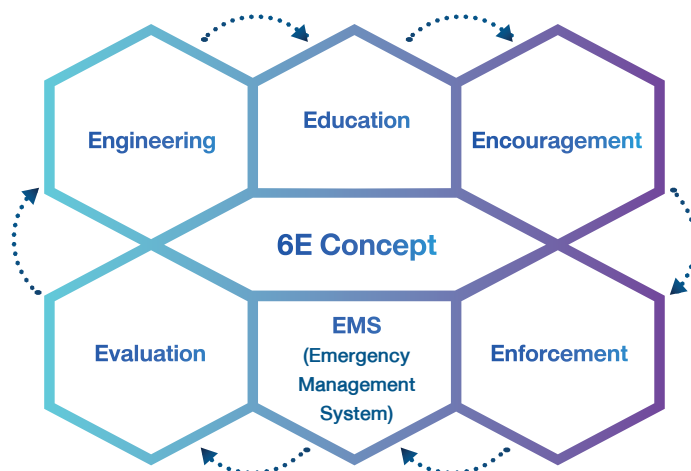 Engineering
Education
Encouragement
6E Concept
Evaluation
EMS
(Emergency
Management
System)
Enforcement